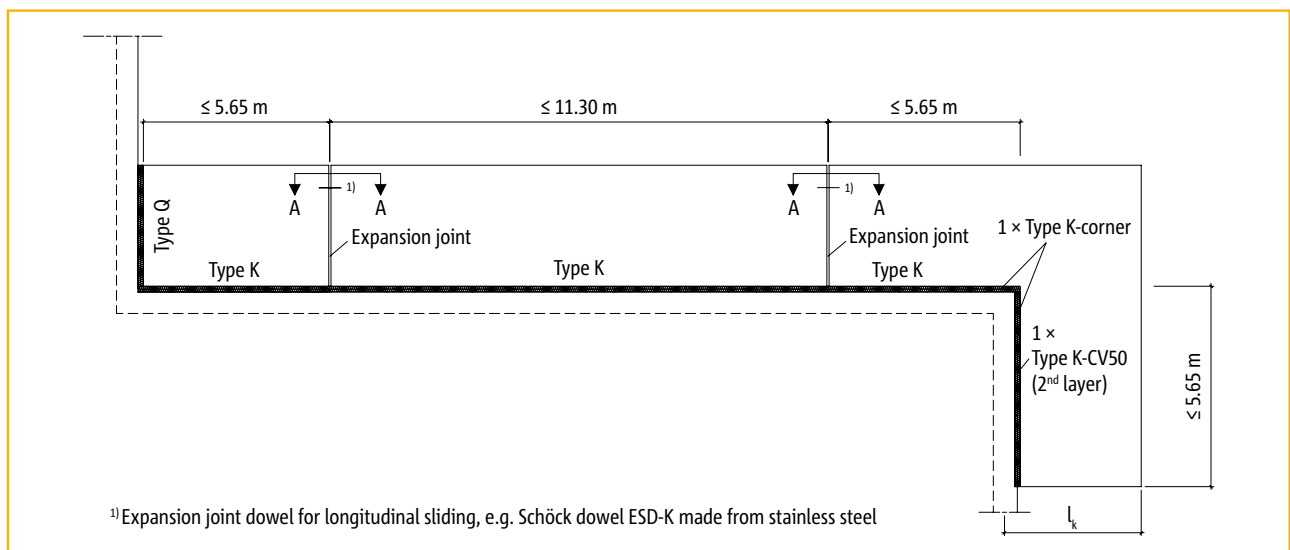 ≤ 5.65 m
≤ 11.30 m
≤ 5.65 m
1)
1)
A
A
A
A
Type Q
Expansion joint
Expansion joint
1 × Type K-corner
Type K
Type K
Type K
1 ×
Type K-CV50
(2nd layer)
≤ 5.65 m
1) Expansion joint dowel for longitudinal sliding, e.g. Schöck dowel ESD-K made from stainless steel
lk